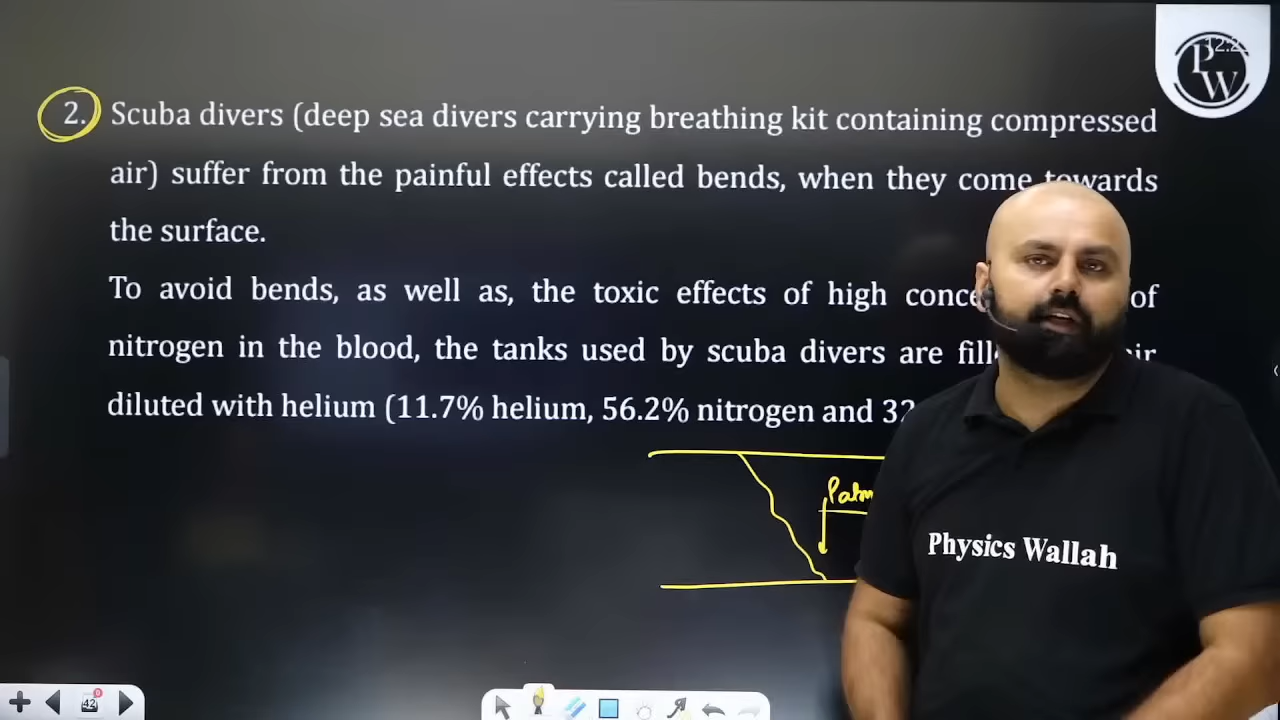 2. Scuba divers (deep sea divers carrying breathing kit containing compressed
air) suffer from the painful effects called bends, when they come towards
the surface.
To avoid bends, as well as, the toxic effects of high of
nitrogen in the blood, the tanks used by scuba divers are
diluted with helium (11.7% helium, 56.2% nitrogen and
Physics Wallah
PW
42